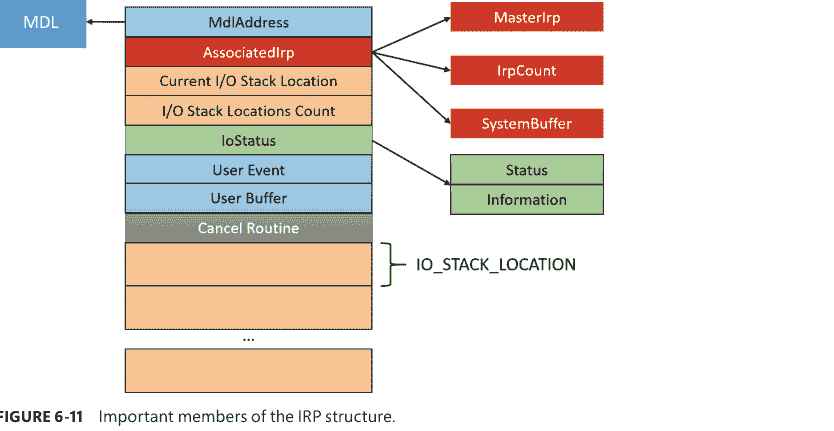 MDL
MdlAddress
AssociatedIrp
Current I/O Stack Location
I/O Stack Locations Count
IoStatus
User Event
User Buffer
Cancel Routine
...
MasterIrp
IrpCount
SystemBuffer
Status
Information
IO_STACK_LOCATION
FIGURE 6-11 Important members of the IRP structure.